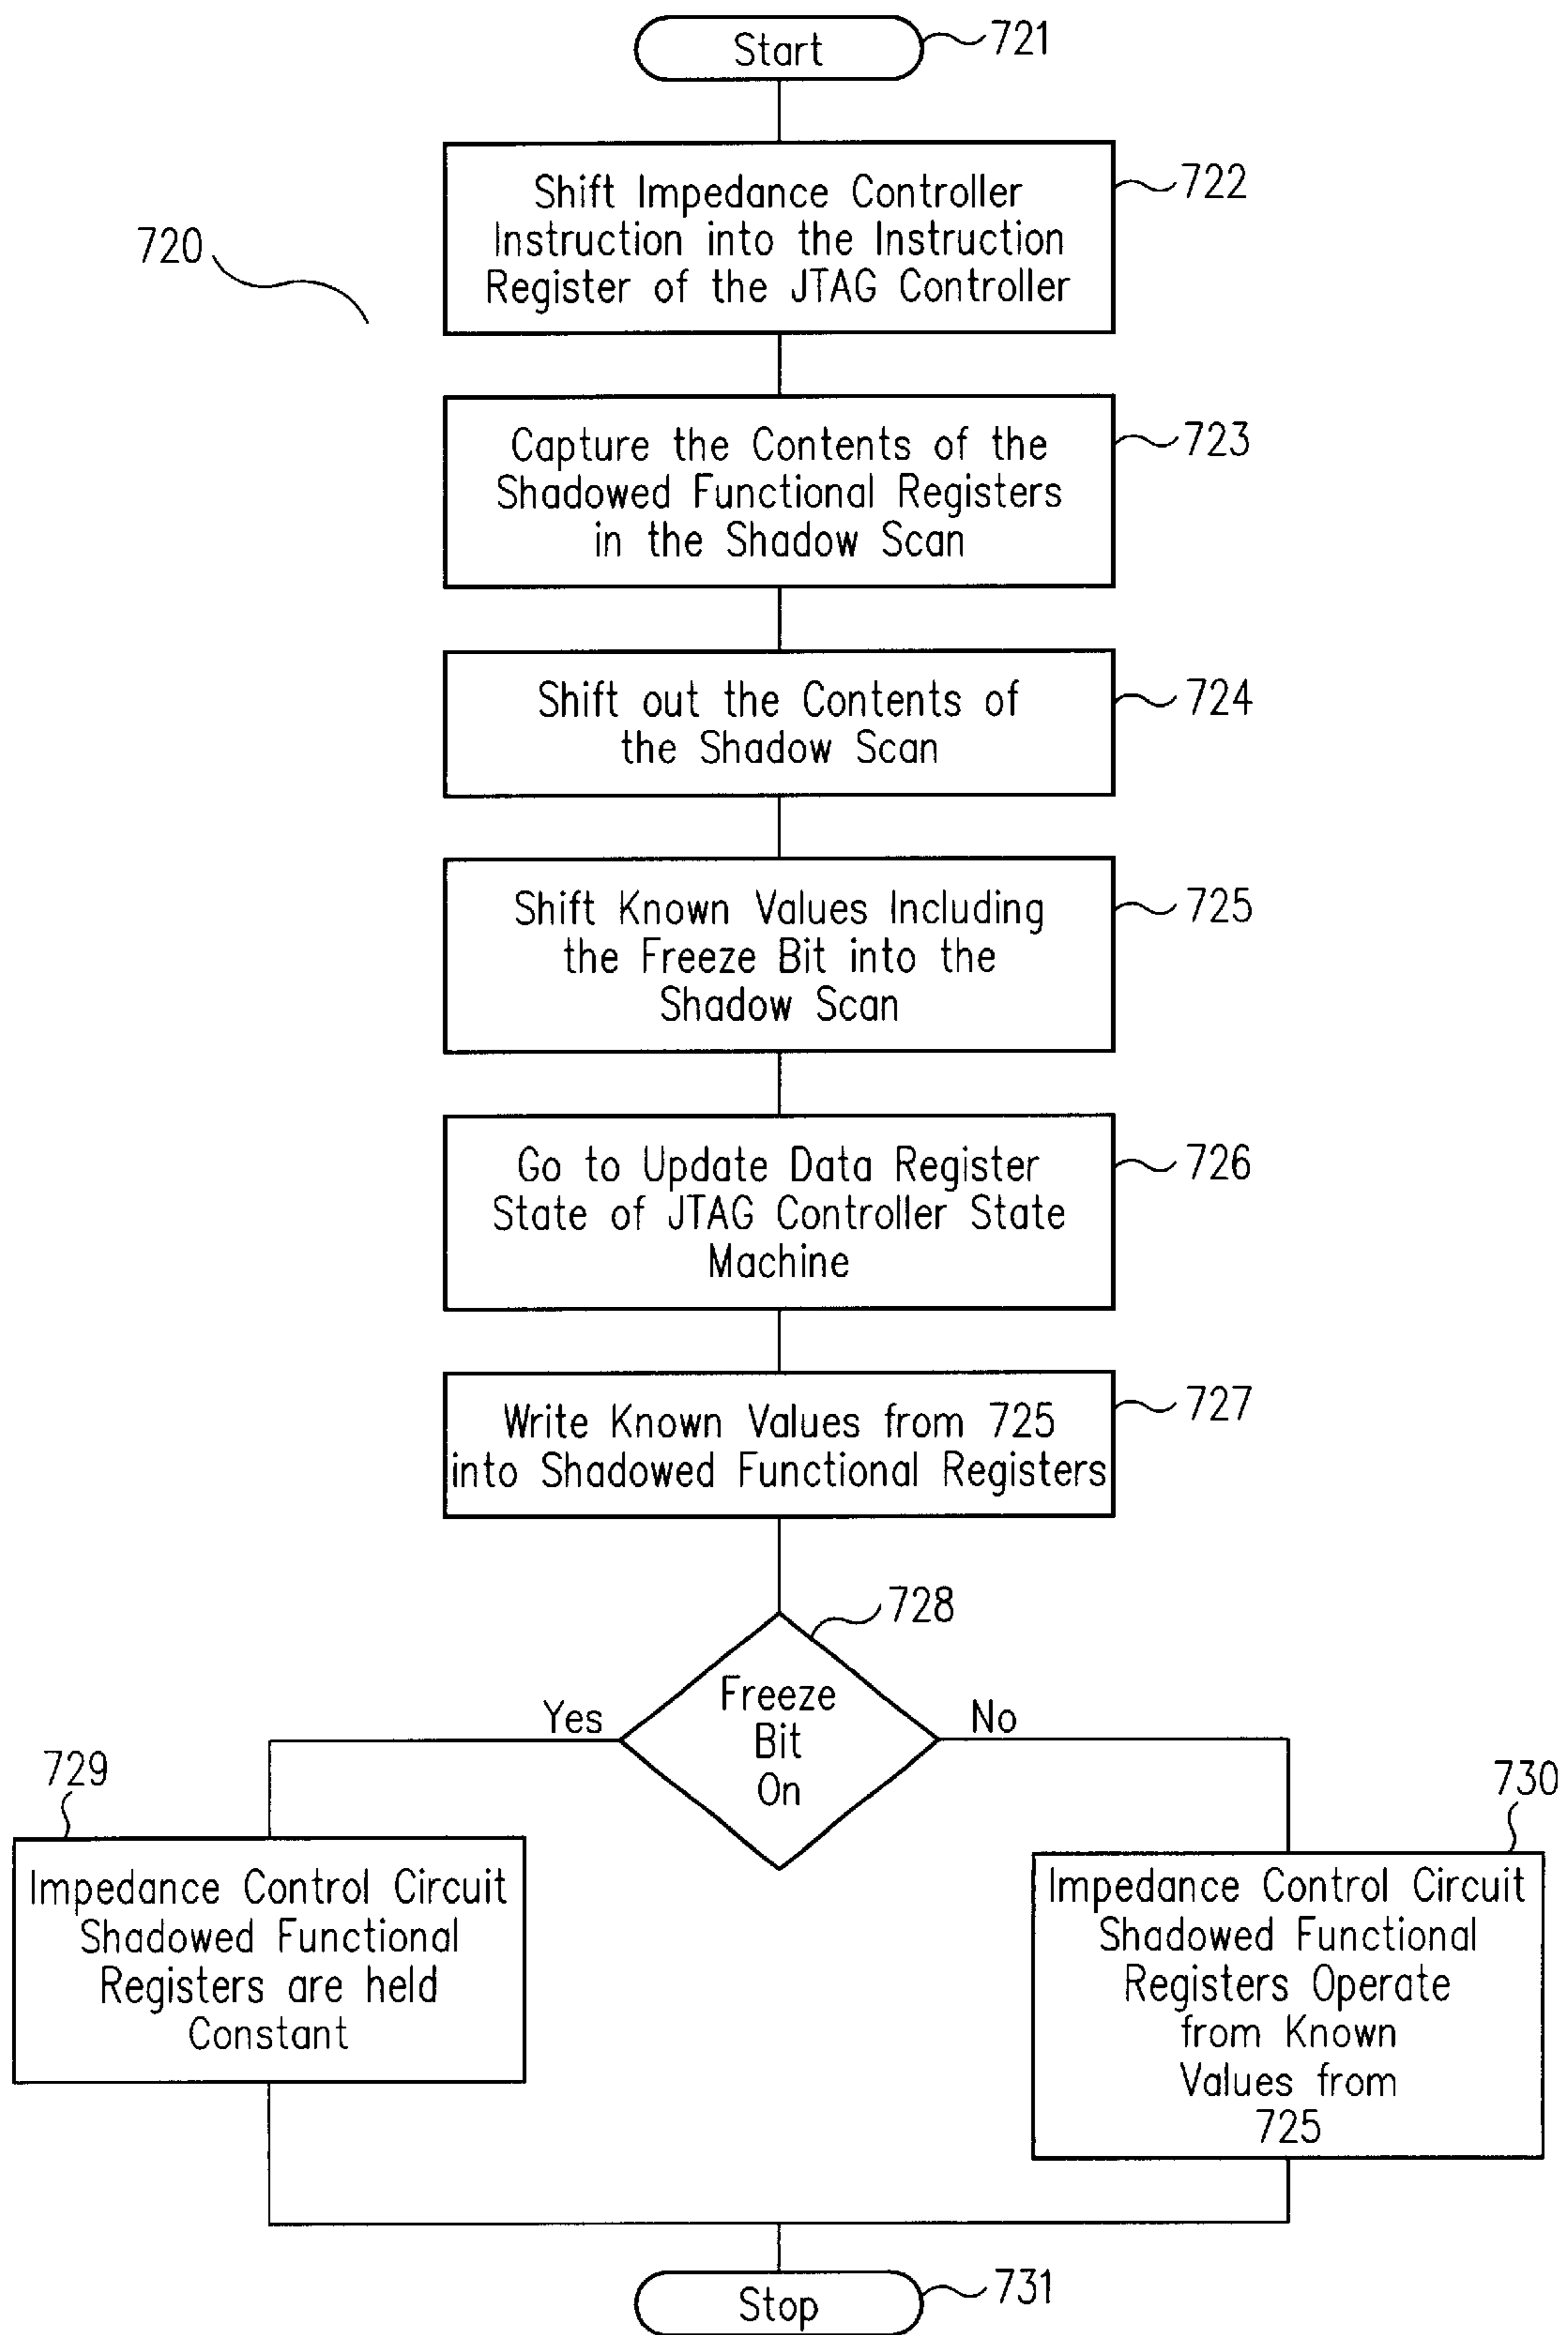 Start
721
Shift Impedance Controller
Instruction into the Instruction
Register of the JTAG Controller
722
720
Capture the Contents of the
Shadowed Functional Registers
in the Shadow Scan
723
Shift out the Contents of
the Shadow Scan
724
Shift Known Values Including
the Freeze Bit into the
Shadow Scan
725
Go to Update Data Register
State of JTAG Controller State
Machine
726
Write Known Values from 725
into Shadowed Functional Registers
727
728
Freeze
Bit
On
Yes
No
729
Impedance Control Circuit
Shadowed Functional
Registers are held
Constant
730
Impedance Control Circuit
Shadowed Functional
Registers Operate
from Known
Values from
725
Stop
731